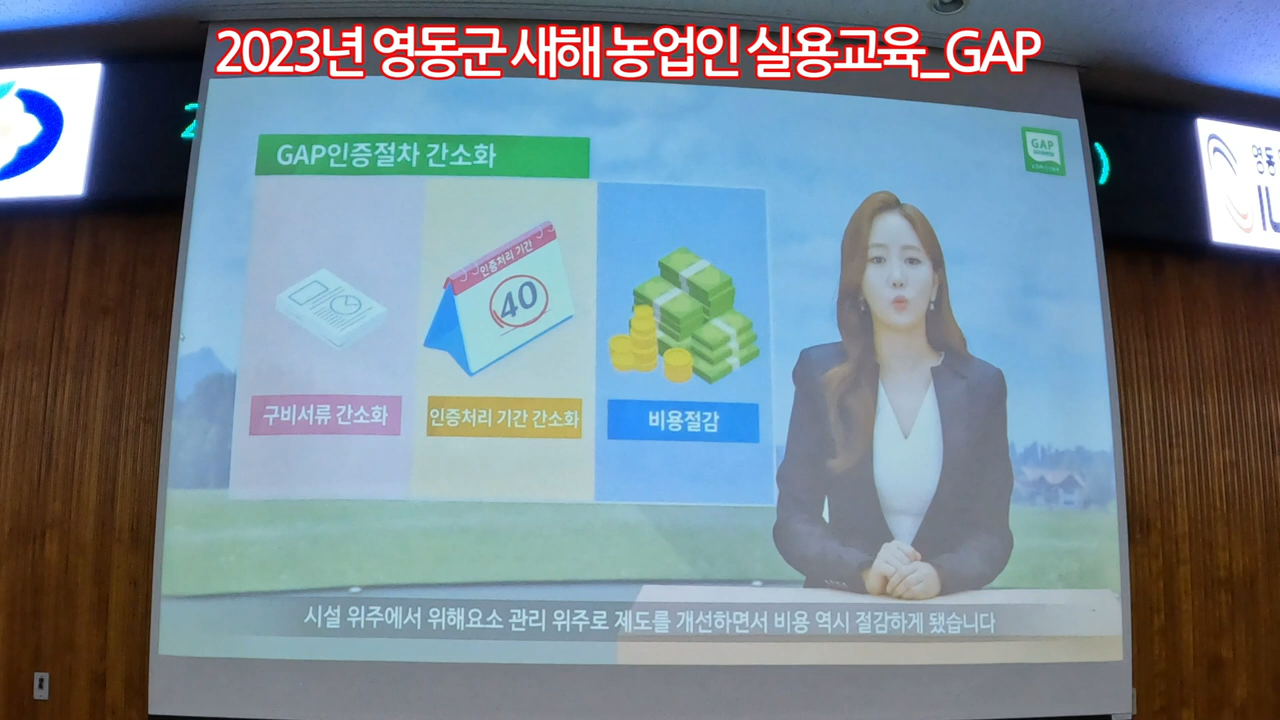 2023년 영동군 새해 농업인 실용교육_GAP
GAP인증절차 간소화
GAP
인증처리 기간
40
구비서류 간소화
인증처리 기간 간소화
비용절감
시설 위주에서 위해요소 관리 위주로 제도를 개선하면서 비용 역시 절감하게 됐습니다
영동